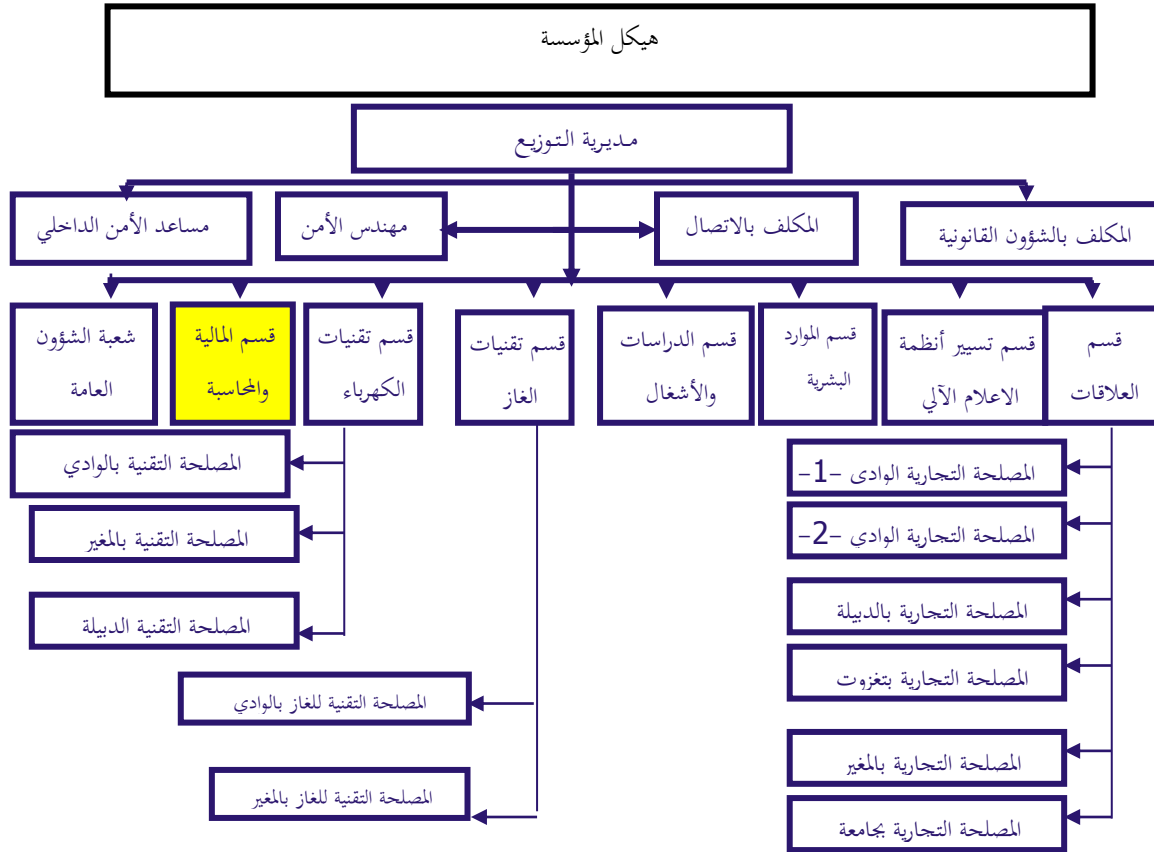 هيكل المؤسسة
مديرية التوزيع
المكلف بالشؤون القانونية
المكلف بالاتصال
مهندس الأمن
مساعد الأمن الداخلي
قسم
العلاقات
قسم تسيير أنظمة
الاعلام الآلي
قسم الموارد
البشرية
قسم الدراسات
والأشغال
قسم تقنيات
الغاز
قسم تقنيات
الكهرباء
قسم المالية
والمحاسبة
شعبة الشؤون
العامة
المصلحة التجارية الوادى -1-
المصلحة التجارية الوادي -2-
المصلحة التجارية بالدبيلة
المصلحة التجارية بتغزوت
المصلحة التجارية بالمغير
المصلحة التجارية بجامعة
المصلحة التقنية للغاز بالوادي
المصلحة التقنية للغاز بالمغير
المصلحة التقنية بالوادي
المصلحة التقنية بالمغير
المصلحة التقنية الدبيلة